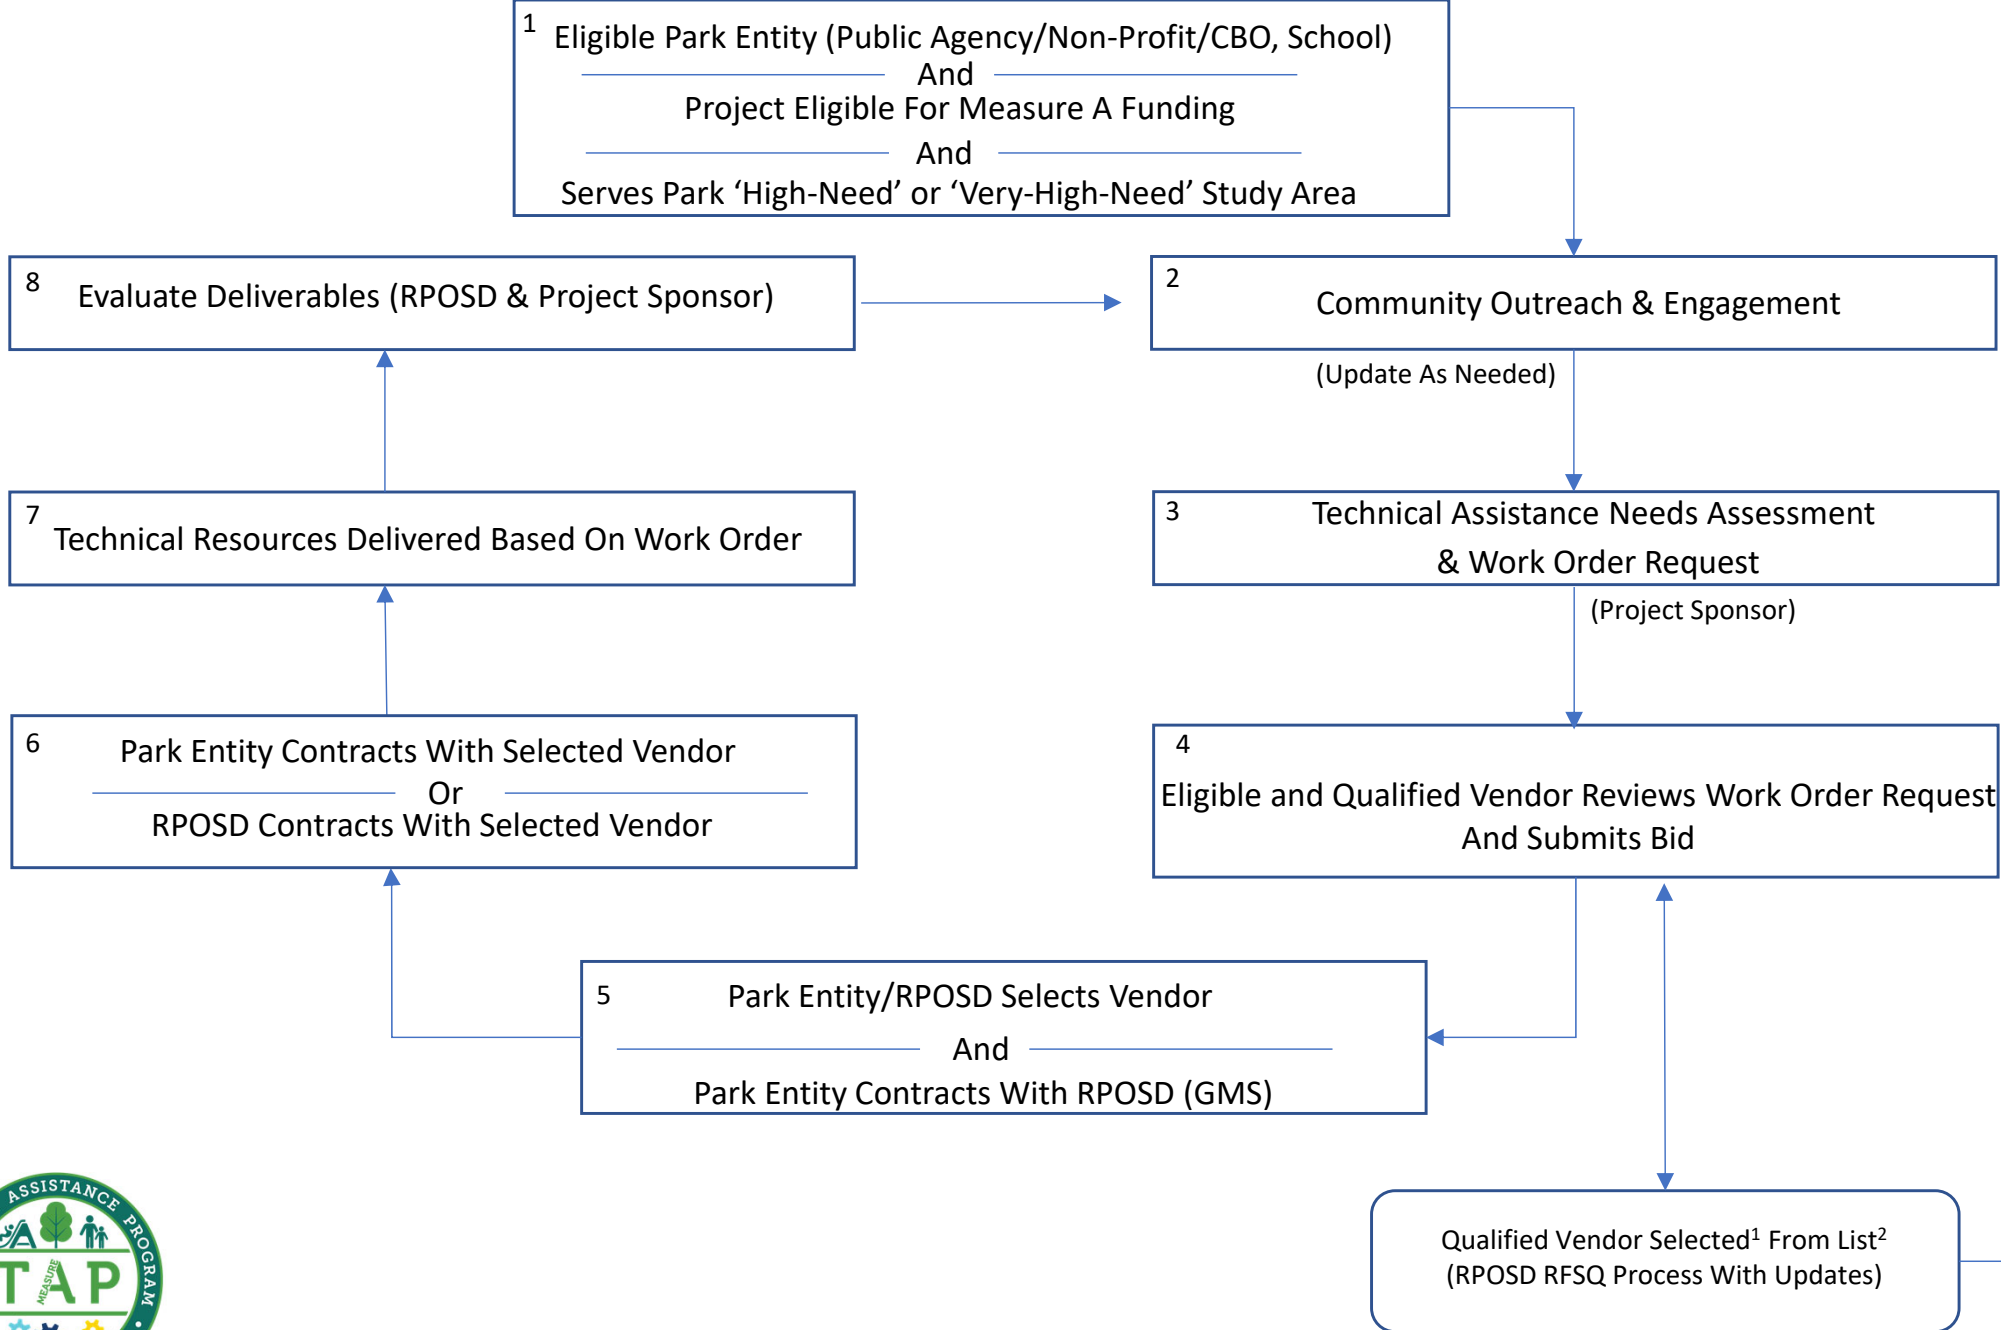 1
Eligible Park Entity (Public Agency/Non-Profit/CBO, School)
And
Project Eligible For Measure A Funding
And
Serves Park ‘High-Need’ or ‘Very-High-Need’ Study Area
2
Community Outreach & Engagement
(Update As Needed)
3
Technical Assistance Needs Assessment
& Work Order Request
(Project Sponsor)
4
Eligible and Qualified Vendor Reviews Work Order Request
And Submits Bid
Qualified Vendor Selected¹ From List²
(RPOSD RFSQ Process With Updates)
5
Park Entity/RPOSD Selects Vendor
And
Park Entity Contracts With RPOSD (GMS)
6
Park Entity Contracts With Selected Vendor
Or
RPOSD Contracts With Selected Vendor
7
Technical Resources Delivered Based On Work Order
8
Evaluate Deliverables (RPOSD & Project Sponsor)
ASSISTANCE PROGRAM
TAP
MEASURE